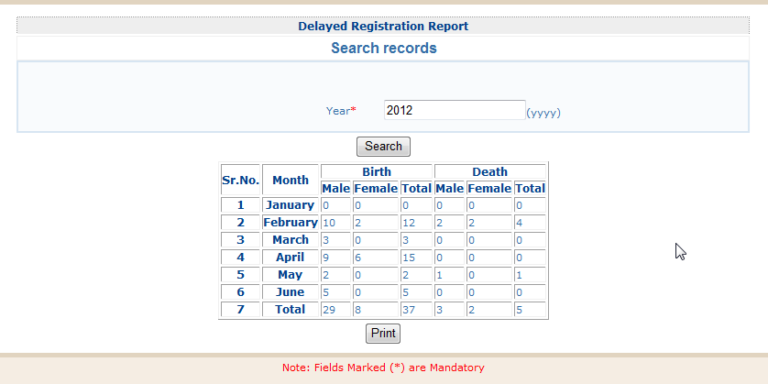 Delayed Registration Report
Search records
Year* 2012 (yyyy)
Search
Sr.No. Month Birth Death
Male Female Total Male Female Total
1 January 0 0 0 0 0 0
2 February 10 2 12 2 2 4
3 March 3 0 3 0 0 0
4 April 9 6 15 0 0 0
5 May 2 0 2 1 0 1
6 June 5 0 5 0 0 0
7 Total 29 8 37 3 2 5
Print
Note: Fields Marked (*) are Mandatory